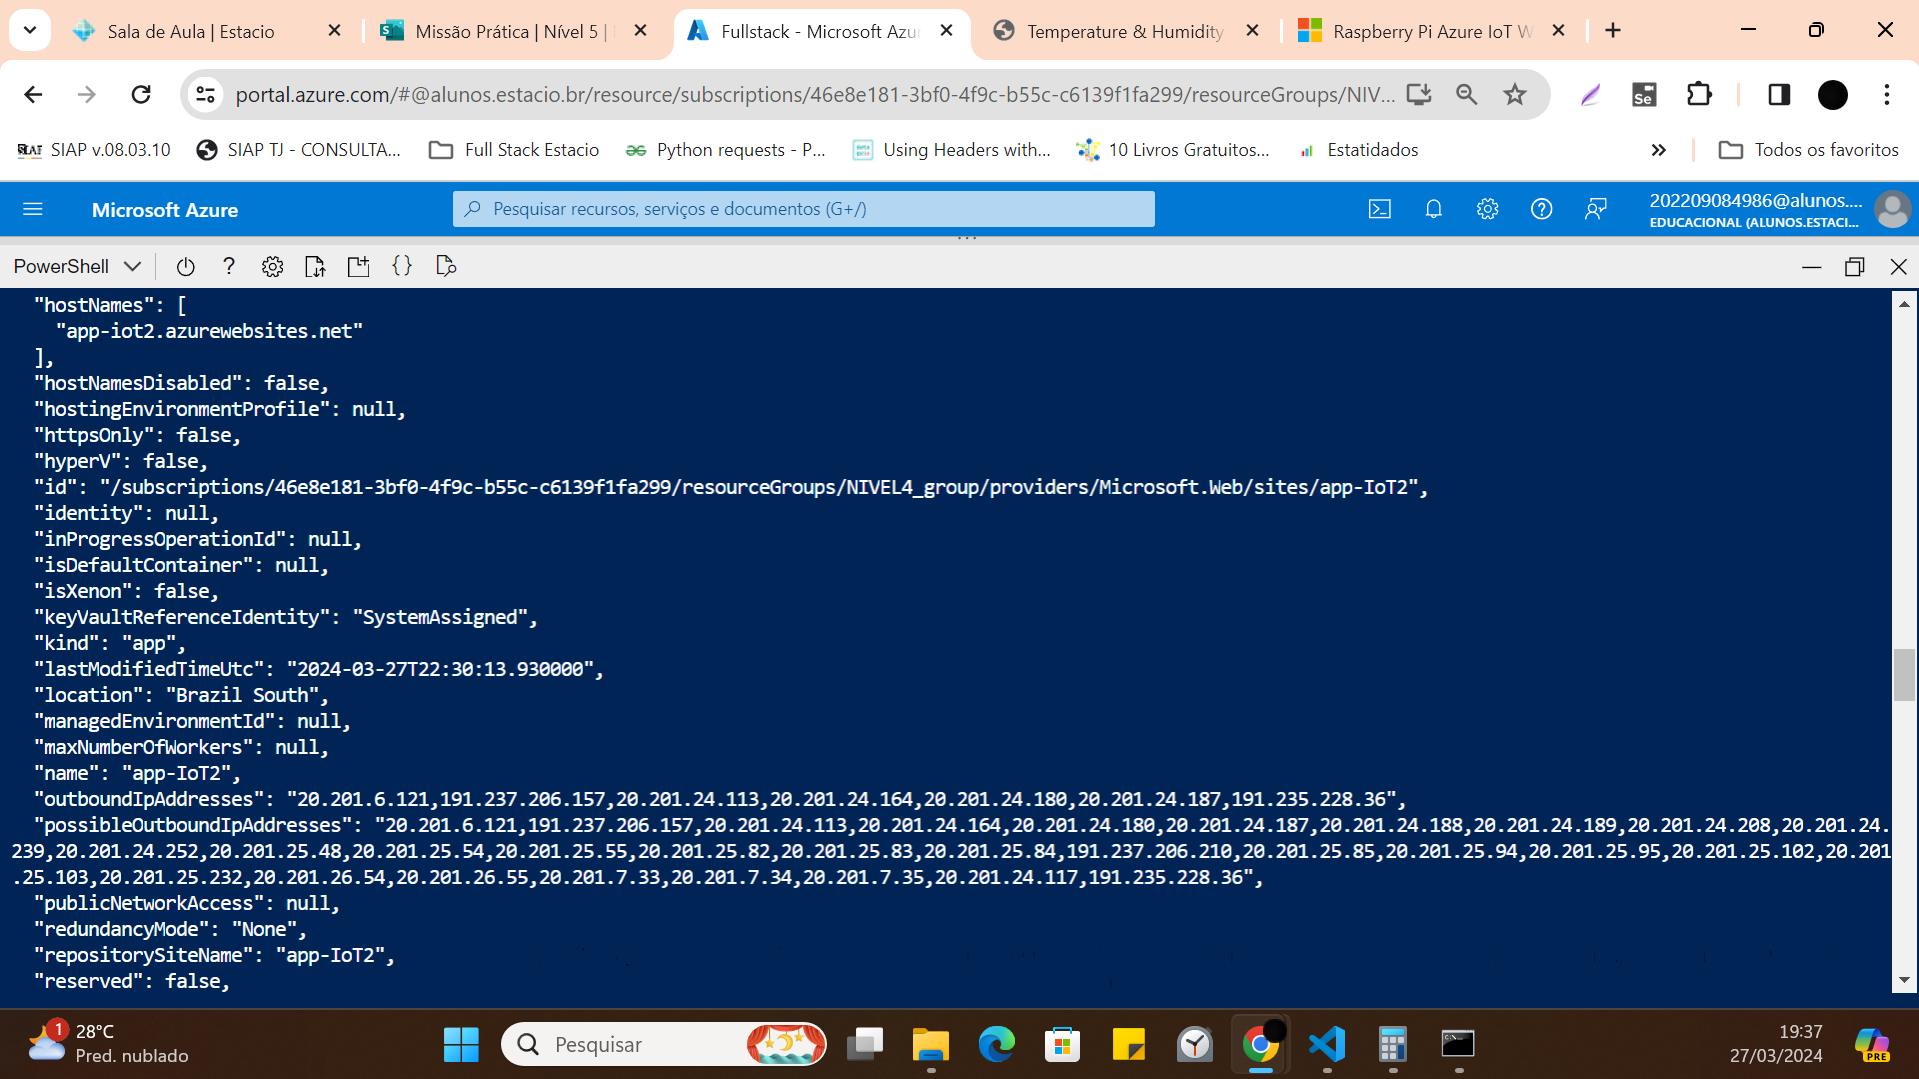 Sala de Aula | Estacio
Missão Prática | Nível 5 |
Fullstack - Microsoft Azu
Temperature & Humidity
Raspberry Pi Azure IoT W
portal.azure.com/#@alunos.estacio.br/resource/subscriptions/46e8e181-3bf0-4f9c-b55c-c6139f1fa299/resourceGroups/NIV...
Se
SIAP v.08.03.10
SIAP TJ - CONSULTA...
Full Stack Estacio
Python requests - P...
Using Headers with...
10 Livros Gratuitos...
Estatidados
Todos os favoritos
Microsoft Azure
Pesquisar recursos, serviços e documentos (G+/)
202209084986@alunos....
EDUCACIONAL (ALUNOS.ESTACI...
PowerShell
"hostNames": [
"app-iot2.azurewebsites.net"
],
"hostNamesDisabled": false,
"hostingEnvironmentProfile": null,
"httpsOnly": false,
"hyperV": false,
"id": "/subscriptions/46e8e181-3bf0-4f9c-b55c-c6139f1fa299/resourceGroups/NIVEL4_group/providers/Microsoft.Web/sites/app-IoT2",
"identity": null,
"inProgressOperationId": null,
"isDefaultContainer": null,
"isXenon": false,
"keyVaultReferenceIdentity": "SystemAssigned",
"kind": "app",
"lastModifiedTimeUtc": "2024-03-27T22:30:13.930000",
"location": "Brazil South",
"managedEnvironmentId": null,
"maxNumberOfWorkers": null,
"name": "app-IoT2",
"outboundIpAddresses": "20.201.6.121,191.237.206.157,20.201.24.113,20.201.24.164,20.201.24.180,20.201.24.187,191.235.228.36",
"possibleOutboundIpAddresses": "20.201.6.121,191.237.206.157,20.201.24.113,20.201.24.164,20.201.24.180,20.201.24.187,20.201.24.188,20.201.24.189,20.201.24.208,20.201.24.
239,20.201.24.252,20.201.25.48,20.201.25.54,20.201.25.55,20.201.25.82,20.201.25.83,20.201.25.84,191.237.206.210,20.201.25.85,20.201.25.94,20.201.25.95,20.201.25.102,20.201
.25.103,20.201.25.232,20.201.26.54,20.201.26.55,20.201.7.33,20.201.7.34,20.201.7.35,20.201.24.117,191.235.228.36",
"publicNetworkAccess": null,
"redundancyMode": "None",
"repositorySiteName": "app-IoT2",
"reserved": false,
1
28°C
Pred. nublado
Pesquisar
19:37
27/03/2024
PRE